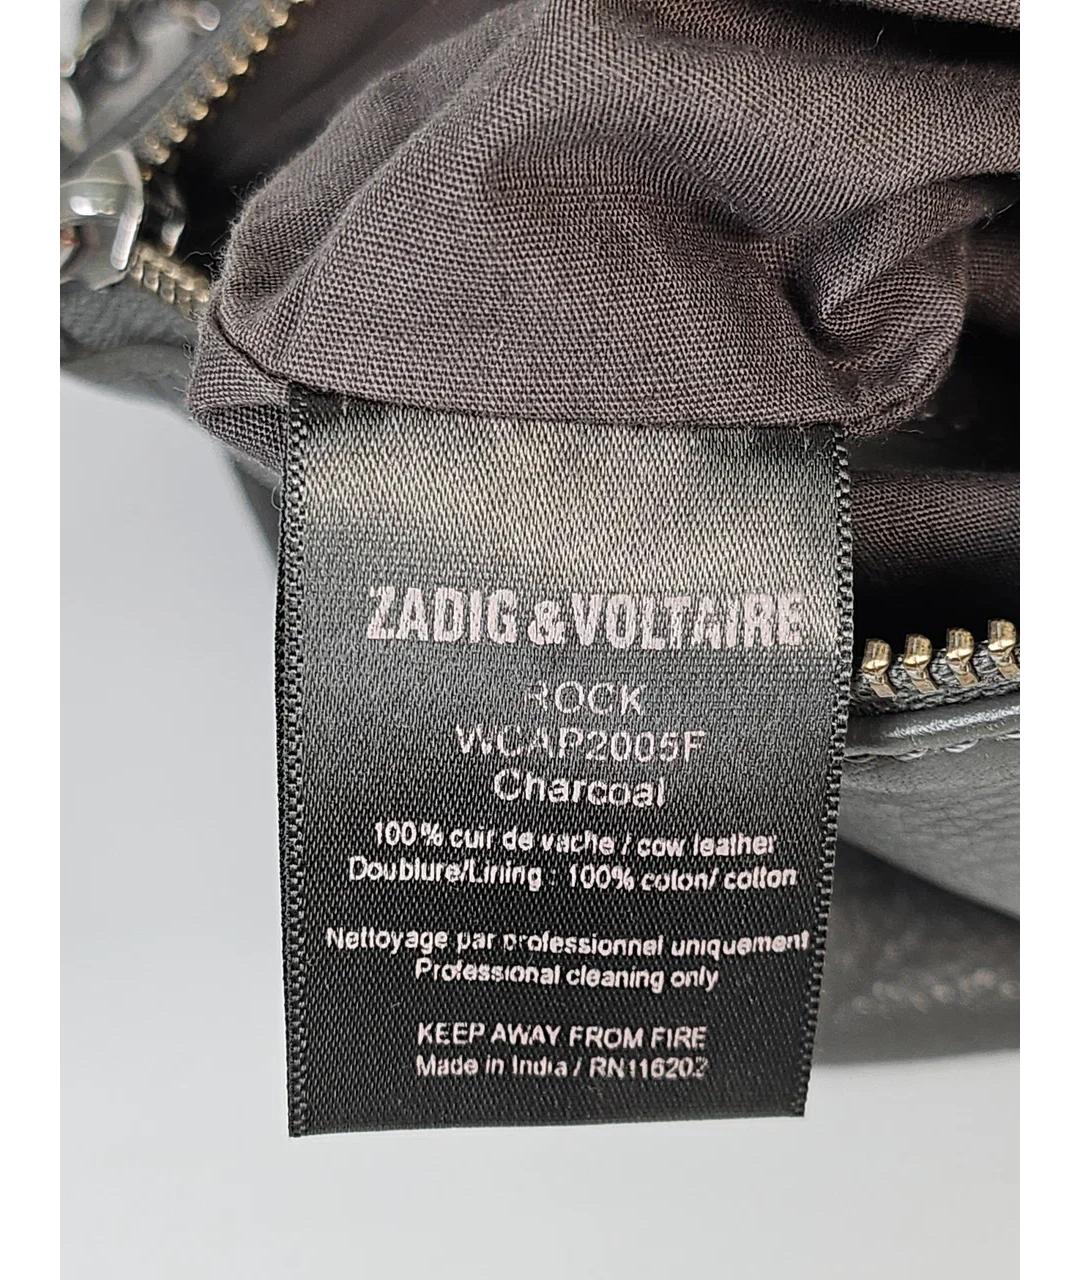 ZADIG & VOLTAIRE
ROCK
WCAP2005F
Charcoal
100% cuir de vache / cow leather
Doublure/Lining : 100% coton/ cotton
Nettoyage par professionnel uniquement
Professional cleaning only
KEEP AWAY FROM FIRE
Made in India / RN116202